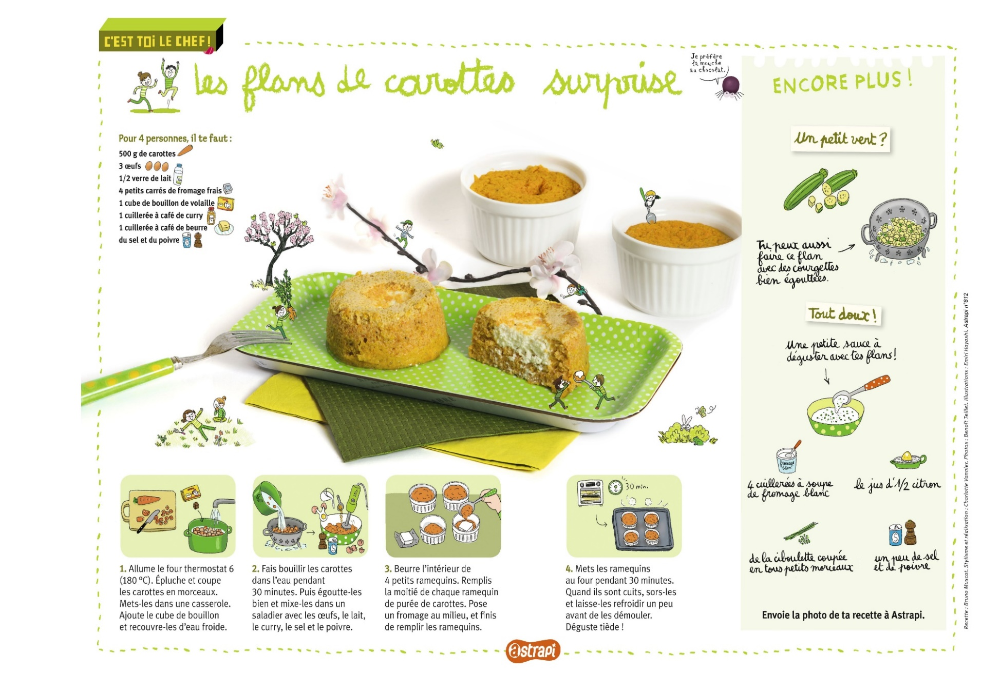 C'EST TOi LE CHEF!
les flans de carottes surprise
Je préfère
la mouche
au chocolat.
Pour 4 personnes, il te faut :
500 g de carottes
3 œufs
1/2 verre de lait
4 petits carrés de fromage frais
1 cube de bouillon de volaille
1 cuillerée à café de curry
1 cuillerée à café de beurre
du sel et du poivre
1. Allume le four thermostat 6
(180 °C). Épluche et coupe
les carottes en morceaux.
Mets-les dans une casserole.
Ajoute le cube de bouillon
et recouvre-les d'eau froide.
2. Fais bouillir les carottes
dans l'eau pendant
30 minutes. Puis égoutte-les
bien et mixe-les dans un
saladier avec les œufs, le lait,
le curry, le sel et le poivre.
3. Beurre l'intérieur de
4 petits ramequins. Remplis
la moitié de chaque ramequin
de purée de carottes. Pose
un fromage au milieu, et finis
de remplir les ramequins.
30 min.
4. Mets les ramequins
au four pendant 30 minutes.
Quand ils sont cuits, sors-les
et laisse-les refroidir un peu
avant de les démouler.
Déguste tiède !
ENCORE PLUS !
Un petit vert ?
Tu peux aussi
faire ce flan
avec des courgettes
bien égouttées.
Tout doux !
Une petite sauce à
déguster avec tes flans!
fromage
blanc
4 cuillerées à soupe
de fromage blanc
le jus d'1/2 citron
S
de la ciboulette coupée
en tous petits morceaux
un peu de sel
et de poivre
Envoie la photo de ta recette à Astrapi.
astrapi
Recette : Bruno Muscat. Stylisme et réalisation : Charlotte Vannier. Photos : Benoît Teillet. Illustrations : Emiri Hayashi. Astrapi n°812